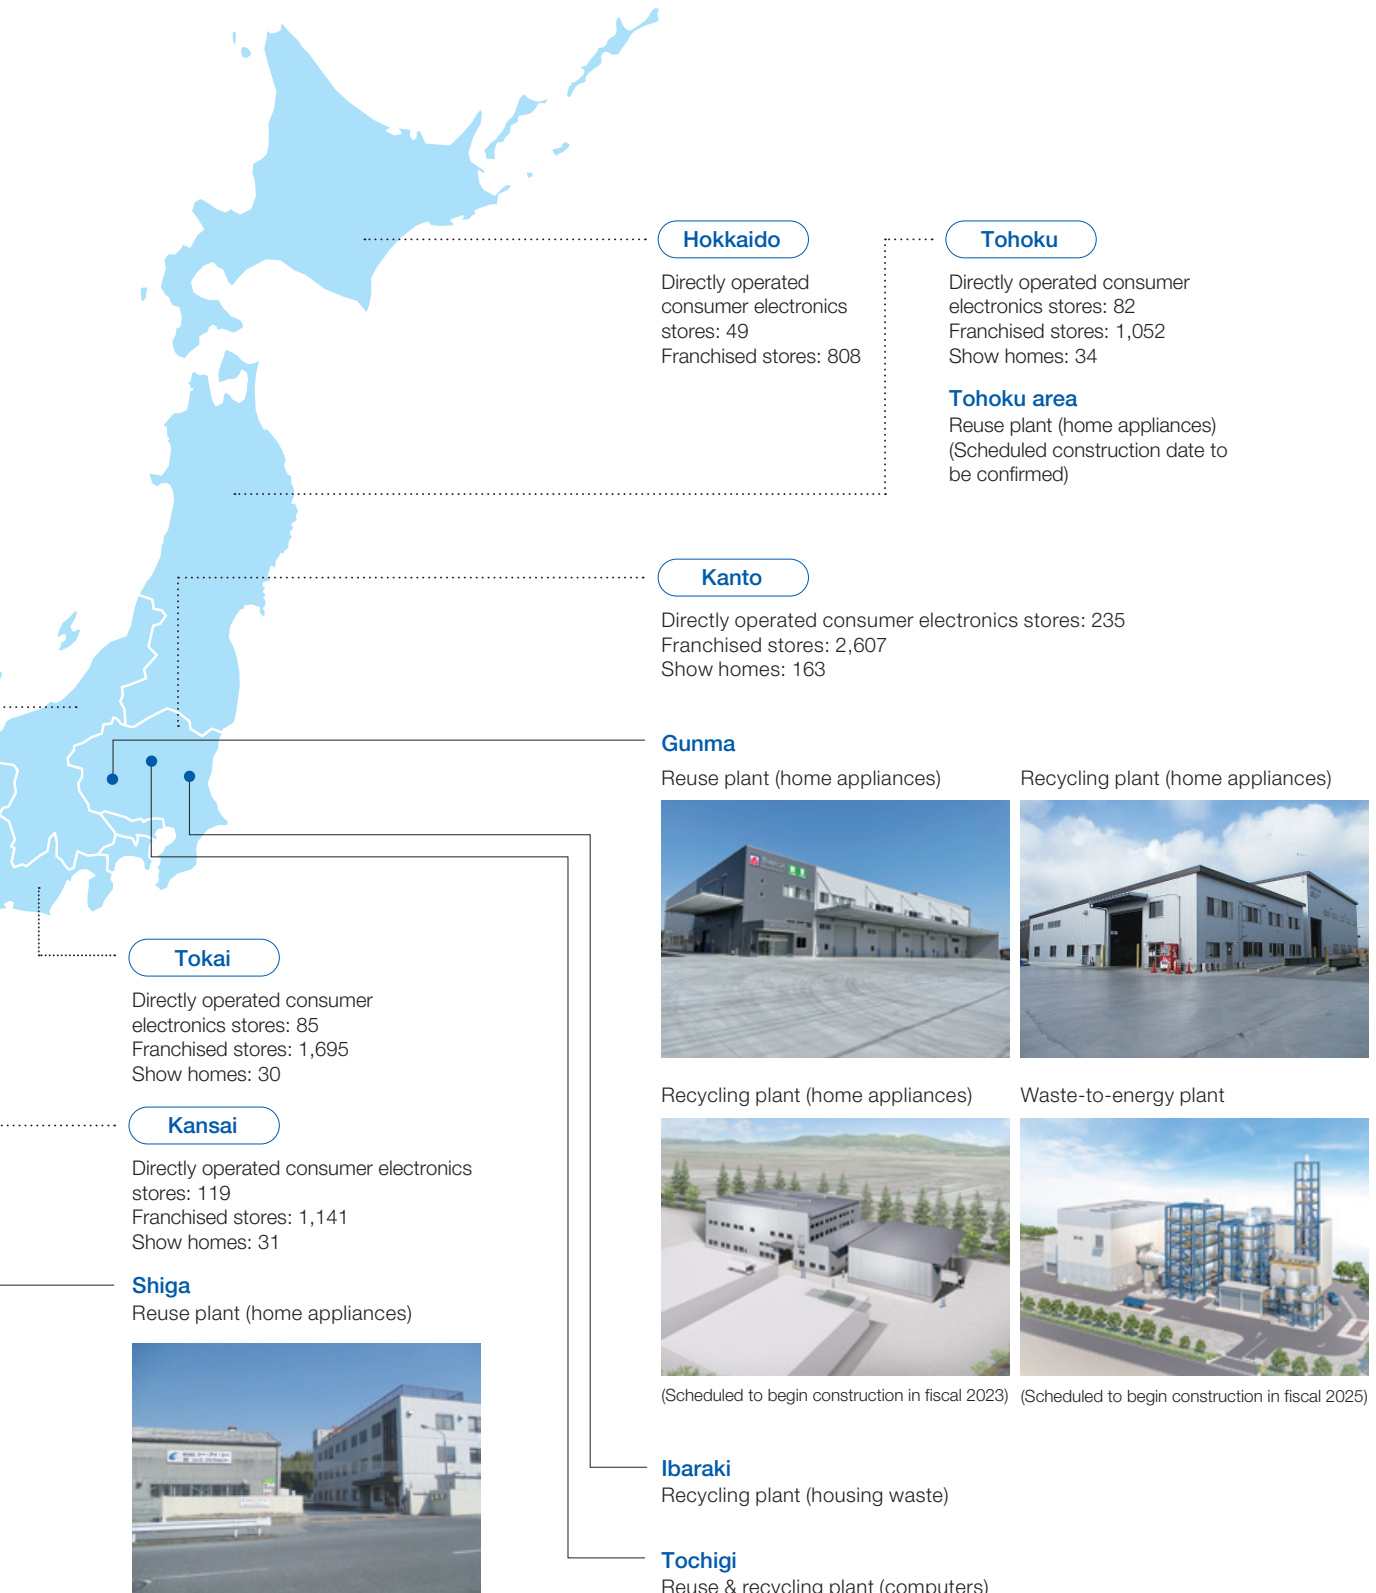 Hokkaido
Directly operated
consumer electronics
stores: 49
Franchised stores: 808
Tohoku
Directly operated consumer
electronics stores: 82
Franchised stores: 1,052
Show homes: 34
Tohoku area
Reuse plant (home appliances)
(Scheduled construction date to
be confirmed)
Kanto
Directly operated consumer electronics stores: 235
Franchised stores: 2,607
Show homes: 163
Gunma
Reuse plant (home appliances)
Recycling plant (home appliances)
Recycling plant (home appliances)
(Scheduled to begin construction in fiscal 2023)
Waste-to-energy plant
(Scheduled to begin construction in fiscal 2025)
Tokai
Directly operated consumer
electronics stores: 85
Franchised stores: 1,695
Show homes: 30
Kansai
Directly operated consumer electronics
stores: 119
Franchised stores: 1,141
Show homes: 31
Shiga
Reuse plant (home appliances)
Ibaraki
Recycling plant (housing waste)
Tochigi
Reuse & recycling plant (computers)